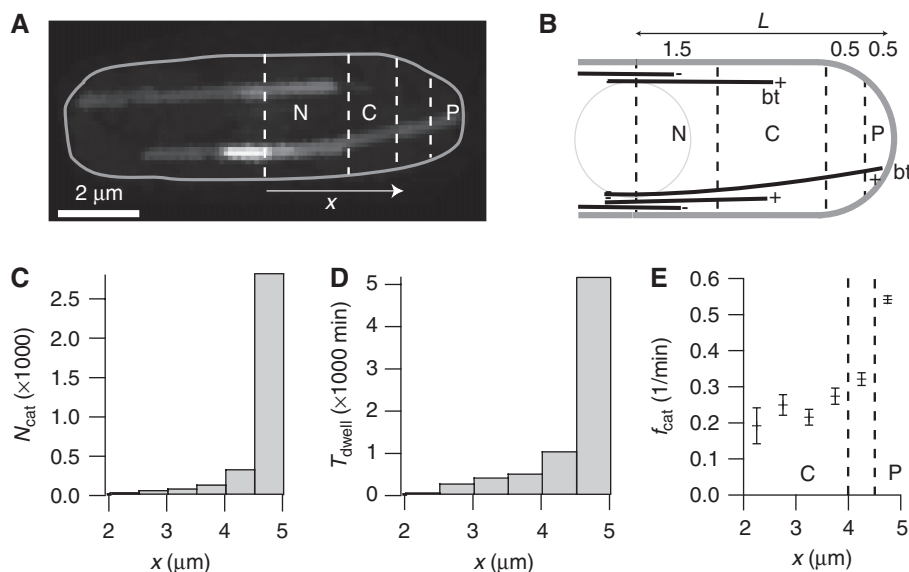 A
N
C
P
2 μm
x
B
L
1.5
0.5 0.5
-
+
bt
N
C
P
bt
+
-
+
-
C
N_cat (×1000)
2.5
2.0
1.5
1.0
0.5
0.0
2 3 4 5
x (μm)
D
T_dwell (×1000 min)
5
4
3
2
1
0
2 3 4 5
x (μm)
E
f_cat (1/min)
0.6
0.5
0.4
0.3
0.2
0.1
0.0
C
P
2 3 4 5
x (μm)